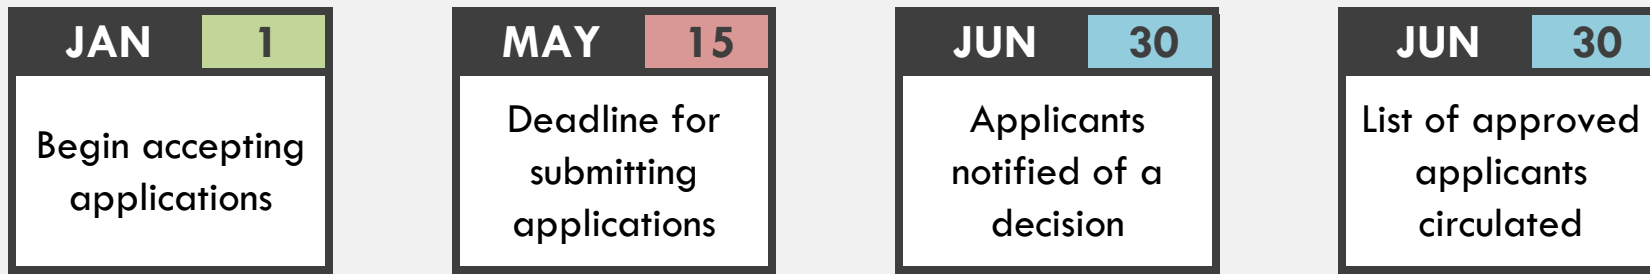 JAN 1
Begin accepting
applications
MAY 15
Deadline for
submitting
applications
JUN 30
Applicants
notified of a
decision
JUN 30
List of approved
applicants
circulated